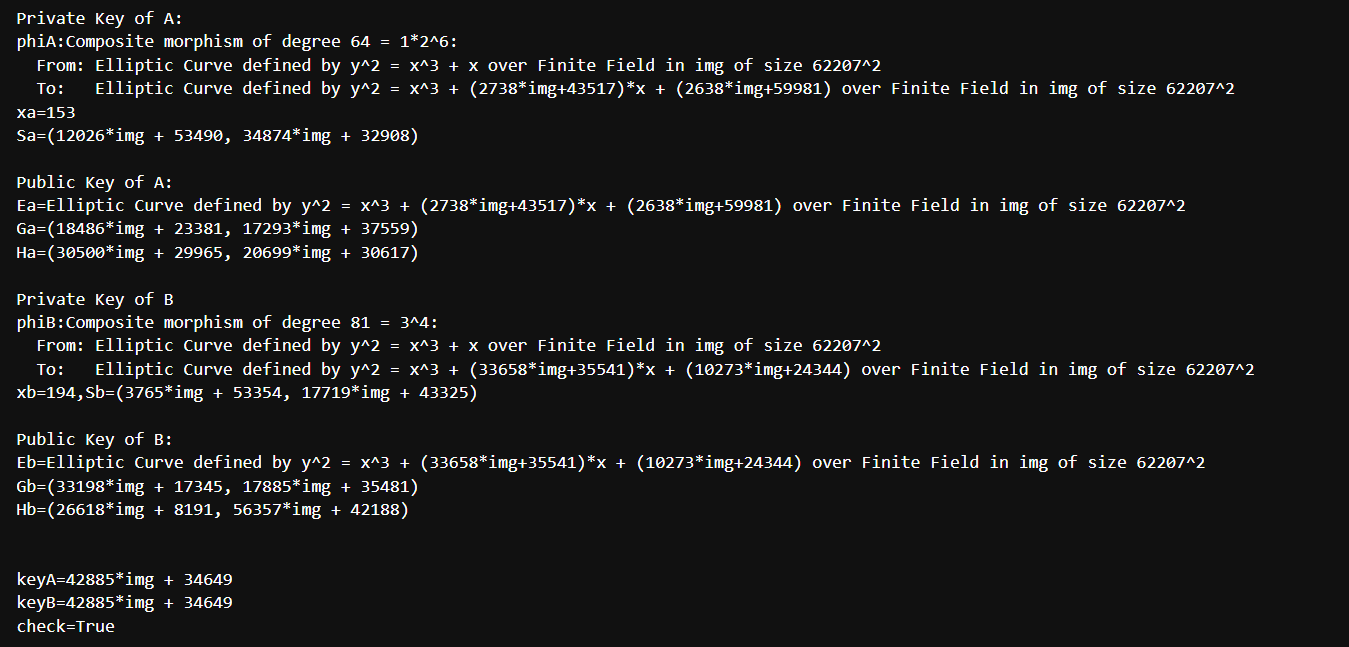 Private Key of A:
phiA:Composite morphism of degree 64 = 1*2^6:
  From: Elliptic Curve defined by y^2 = x^3 + x over Finite Field in img of size 62207^2
  To:   Elliptic Curve defined by y^2 = x^3 + (2738*img+43517)*x + (2638*img+59981) over Finite Field in img of size 62207^2
xa=153
Sa=(12026*img + 53490, 34874*img + 32908)
Public Key of A:
Ea=Elliptic Curve defined by y^2 = x^3 + (2738*img+43517)*x + (2638*img+59981) over Finite Field in img of size 62207^2
Ga=(18486*img + 23381, 17293*img + 37559)
Ha=(30500*img + 29965, 20699*img + 30617)
Private Key of B
phiB:Composite morphism of degree 81 = 3^4:
  From: Elliptic Curve defined by y^2 = x^3 + x over Finite Field in img of size 62207^2
  To:   Elliptic Curve defined by y^2 = x^3 + (33658*img+35541)*x + (10273*img+24344) over Finite Field in img of size 62207^2
xb=194,Sb=(3765*img + 53354, 17719*img + 43325)
Public Key of B:
Eb=Elliptic Curve defined by y^2 = x^3 + (33658*img+35541)*x + (10273*img+24344) over Finite Field in img of size 62207^2
Gb=(33198*img + 17345, 17885*img + 35481)
Hb=(26618*img + 8191, 56357*img + 42188)
keyA=42885*img + 34649
keyB=42885*img + 34649
check=True